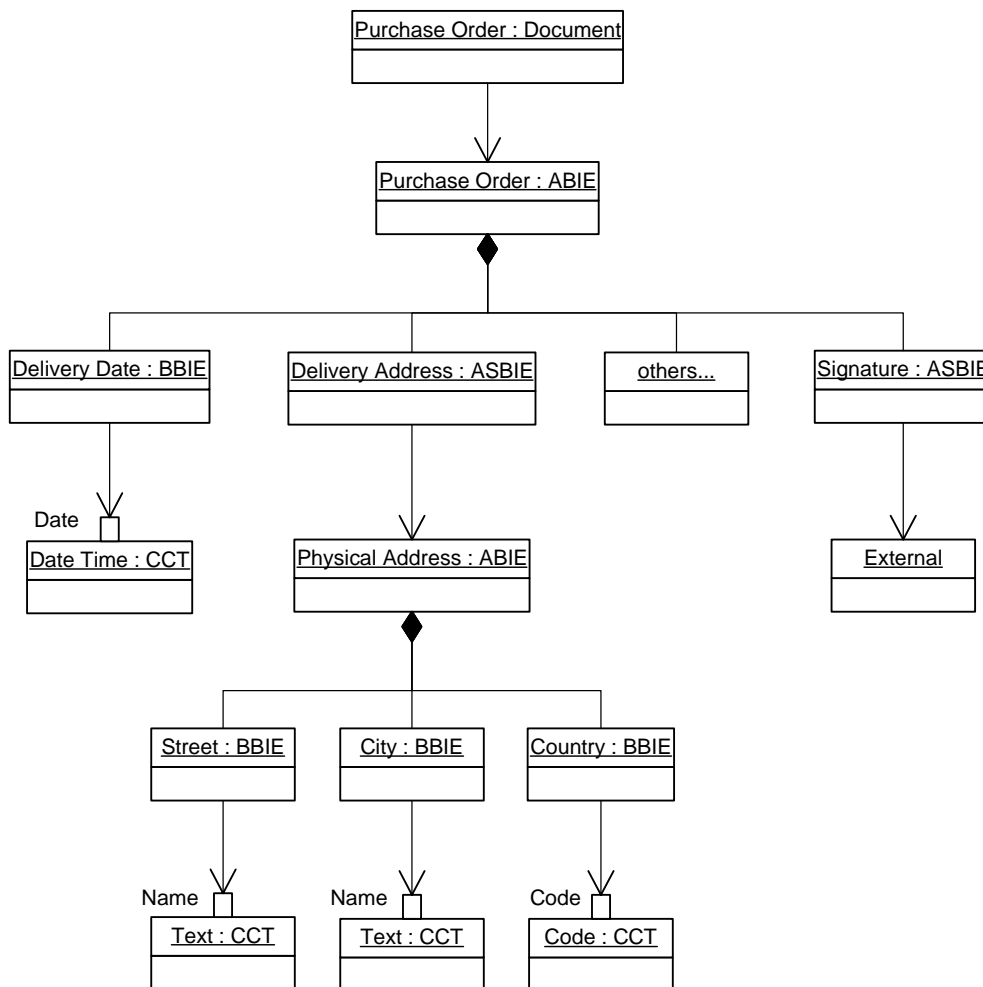 Purchase Order : Document
Purchase Order : ABIE
Delivery Date : BBIE
Delivery Address : ASBIE
others...
Signature : ASBIE
Date
Date Time : CCT
Physical Address : ABIE
External
Street : BBIE
City : BBIE
Country : BBIE
Name
Name
Code
Text : CCT
Text : CCT
Code : CCT